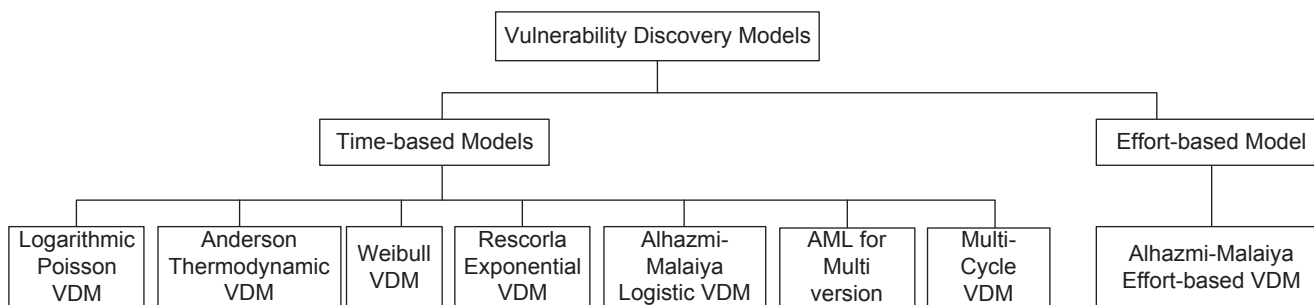 Vulnerability Discovery Models
Time-based Models
Effort-based Model
Logarithmic
Poisson
VDM
Anderson
Thermodynamic
VDM
Weibull
VDM
Rescorla
Exponential
VDM
Alhazmi-
Malaiya
Logistic VDM
AML for
Multi
version
Multi-
Cycle
VDM
Alhazmi-Malaiya
Effort-based VDM